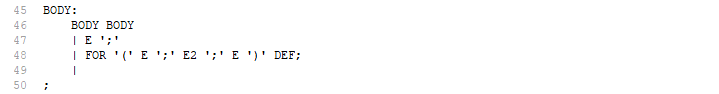 45 BODY:
46 BODY BODY
47 | E ';'
48 | FOR '(' E ';' E2 ';' E ')' DEF;
49 |
50 ;